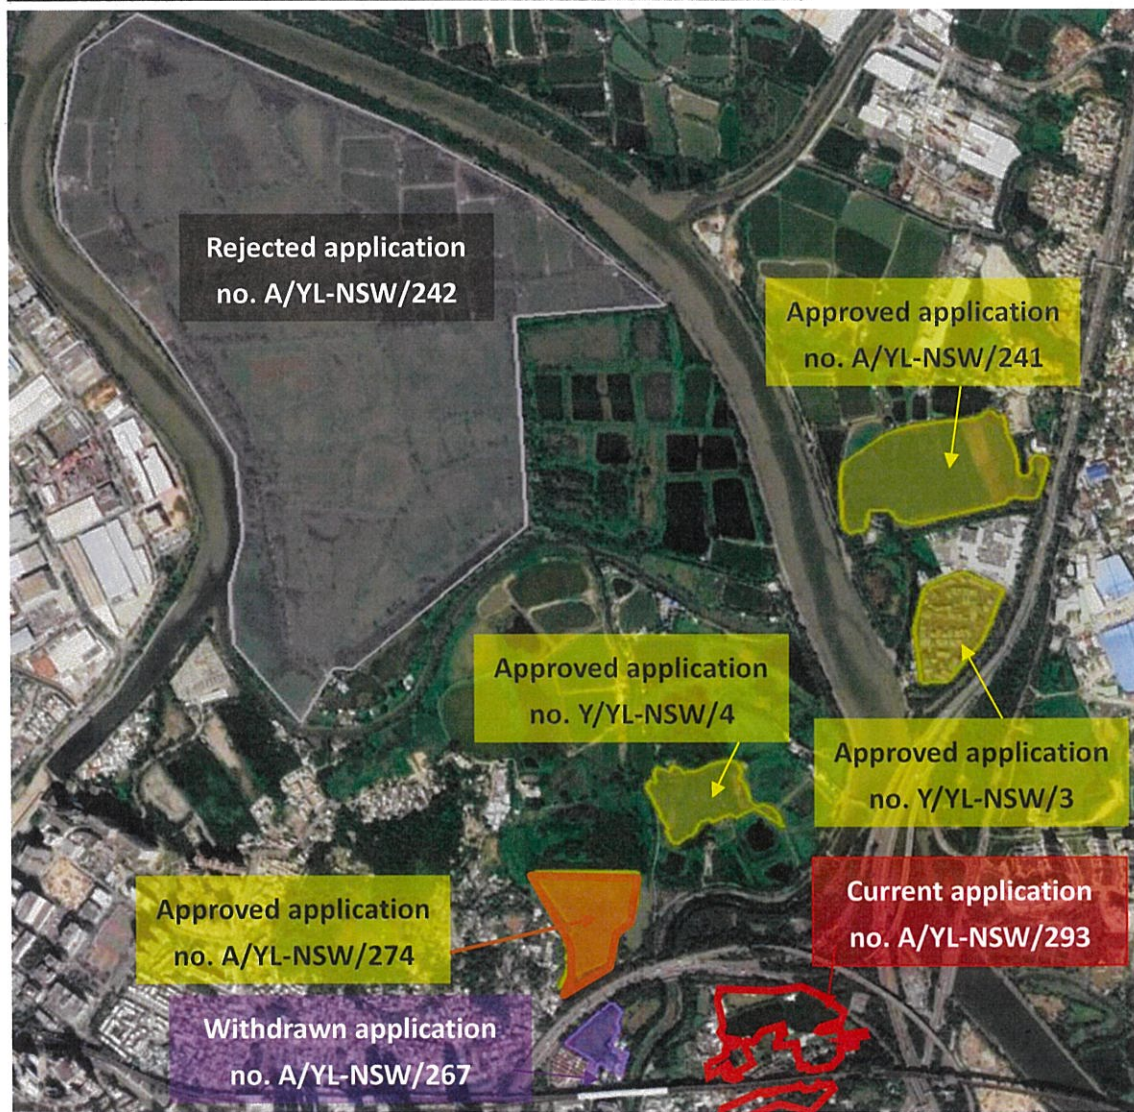 Rejected application
no. A/YL-NSW/242
Approved application
no. A/YL-NSW/241
Approved application
no. Y/YL-NSW/4
Approved application
no. Y/YL-NSW/3
Approved application
no. A/YL-NSW/274
Current application
no. A/YL-NSW/293
Withdrawn application
no. A/YL-NSW/267